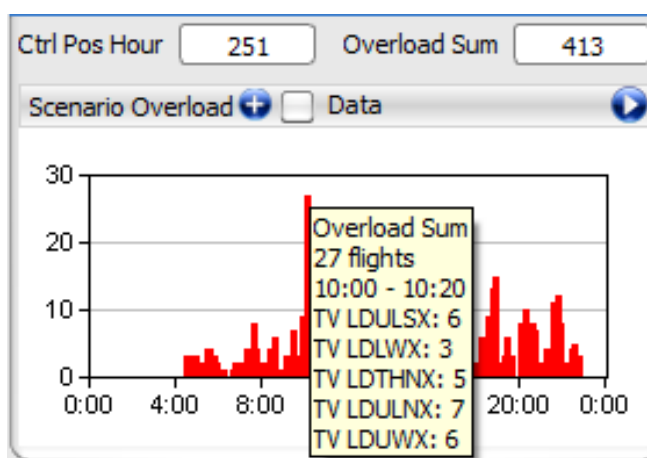 Ctrl Pos Hour 251 Overload Sum 413
Scenario Overload Data
30
20
10
0
0:00 4:00 8:00 20:00 0:00
Overload Sum
27 flights
10:00 - 10:20
TV LDULSX: 6
TV LDLWX: 3
TV LDTHNX: 5
TV LDULNX: 7
TV LDUWX: 6